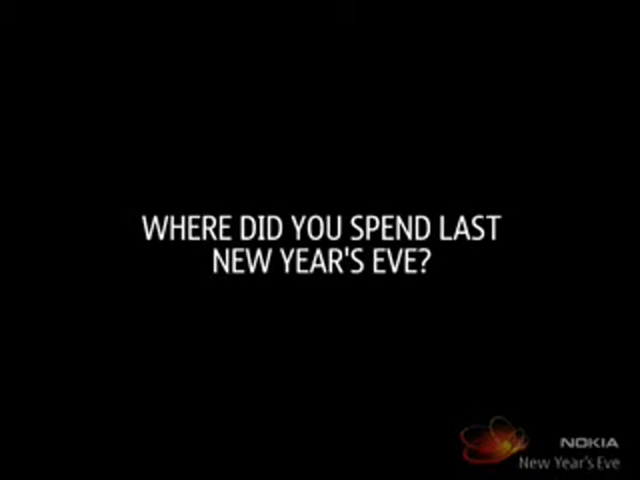 WHERE DID YOU SPEND LAST
NEW YEAR'S EVE?
NOKIA
New Year's Eve